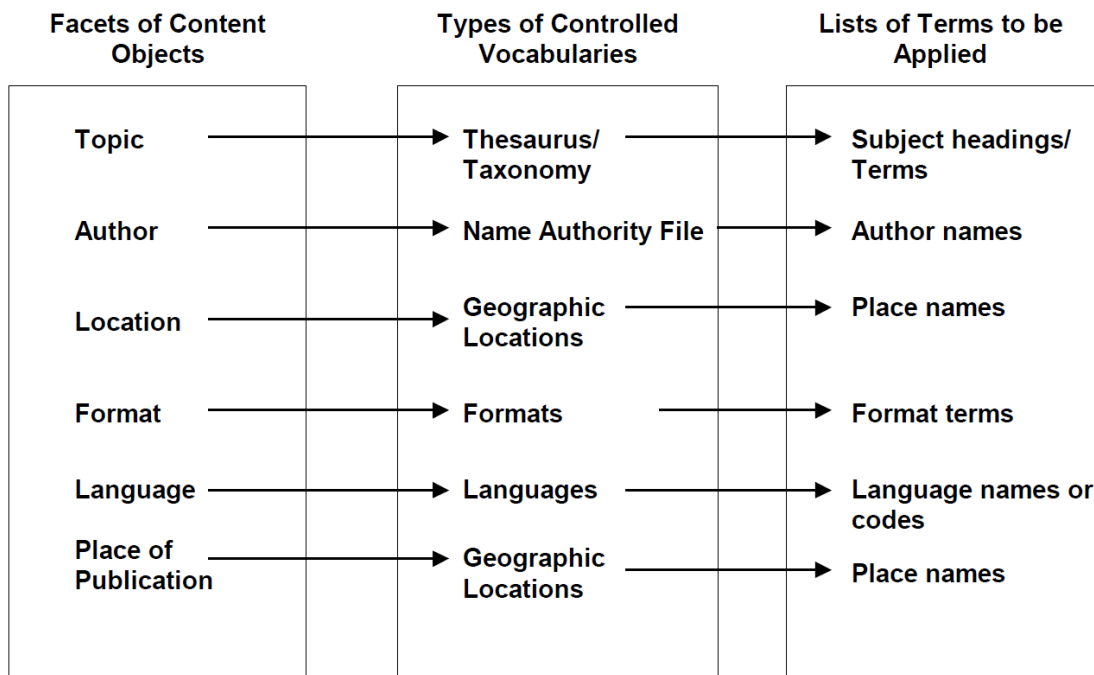 Facets of Content
Objects
Types of Controlled
Vocabularies
Lists of Terms to be
Applied
Topic
Thesaurus/
Taxonomy
Subject headings/
Terms
Author
Name Authority File
Author names
Location
Geographic
Locations
Place names
Format
Formats
Format terms
Language
Languages
Language names or
codes
Place of
Publication
Geographic
Locations
Place names